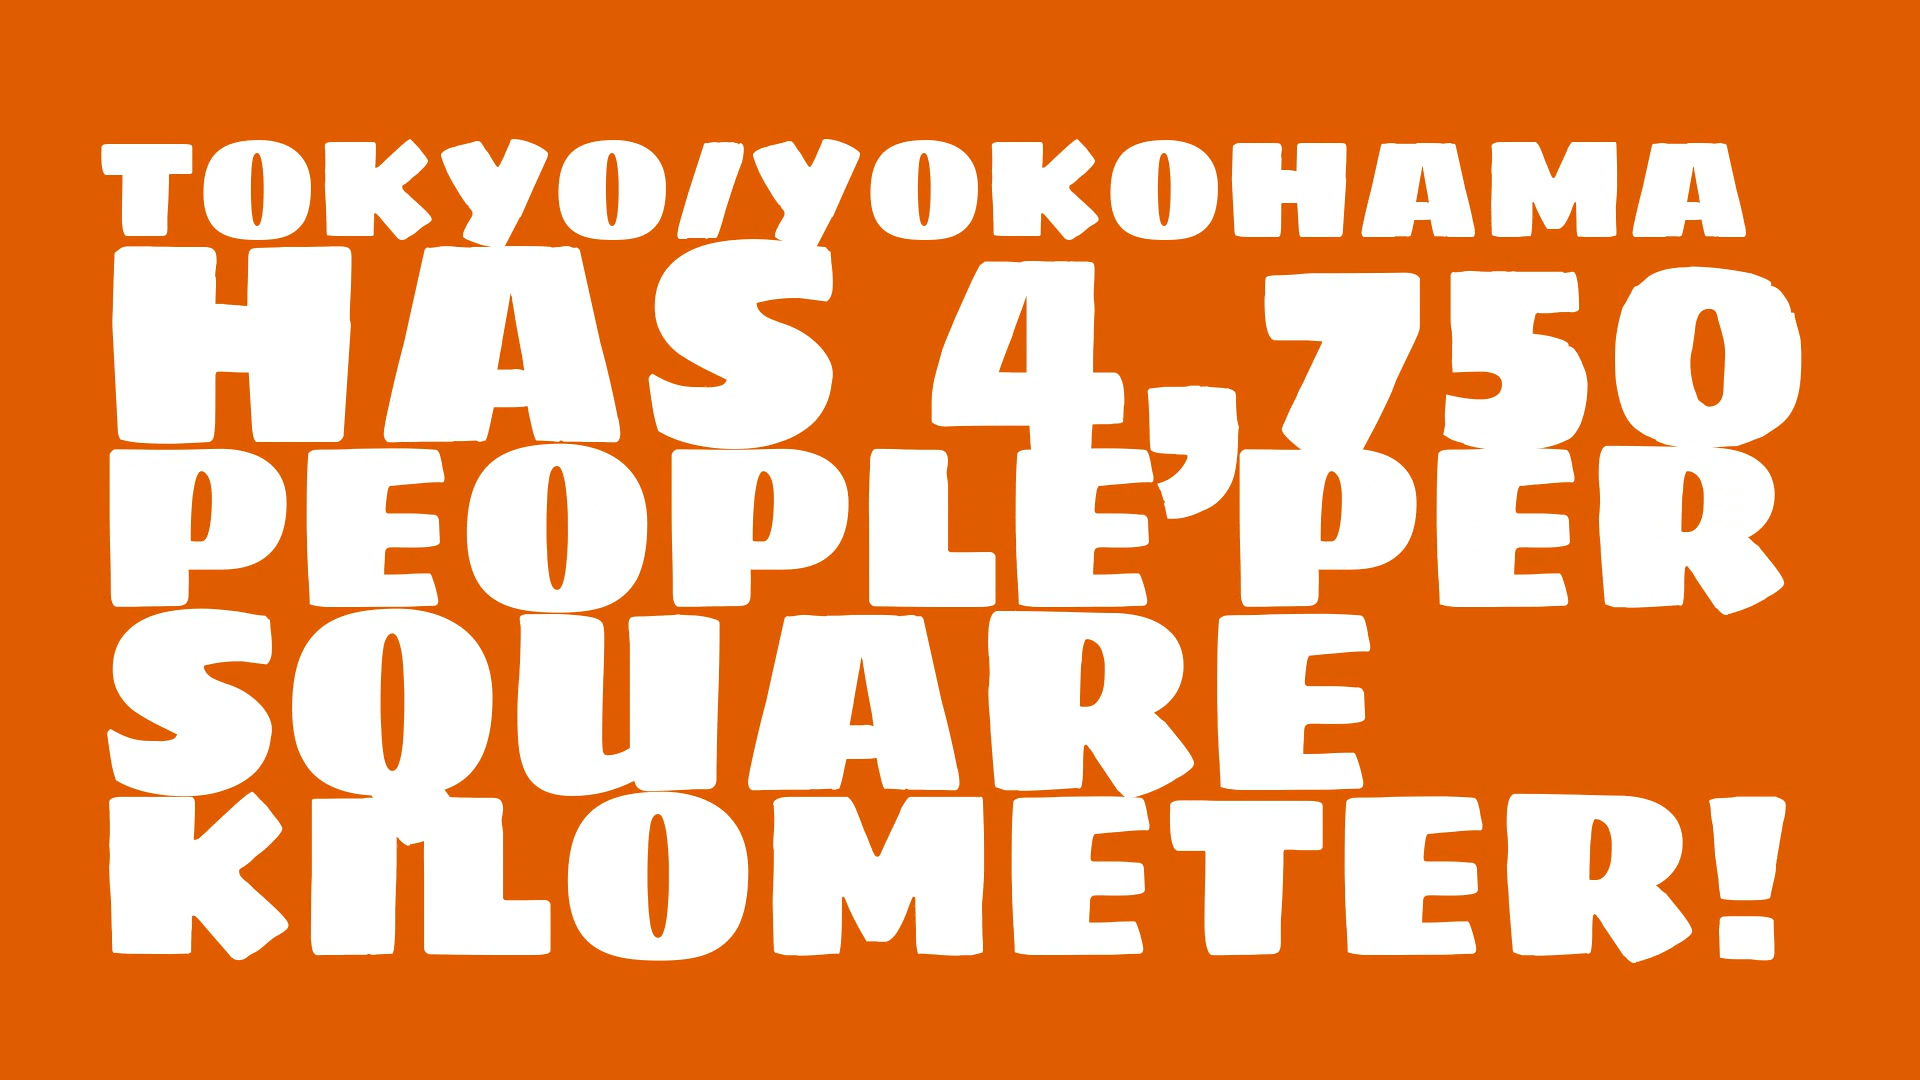 TOKYO/YOKOHAMA
HAS 4,750
PEOPLE PER
SQUARE
KILOMETER!